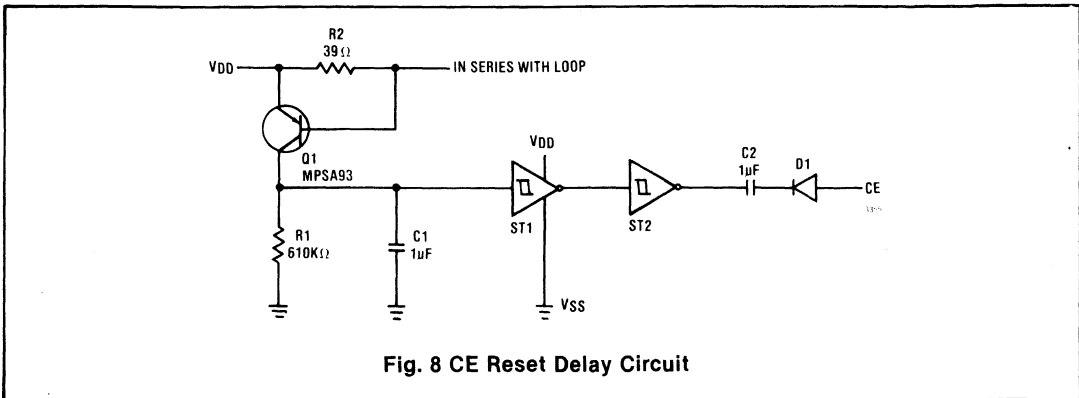 R2
39Ω
VDD
IN SERIES WITH LOOP
Q1
MPSA93
VDD
C2
1μF
D1
CE
ST1
ST2
R1
610KΩ
C1
1μF
VSS
Fig. 8 CE Reset Delay Circuit